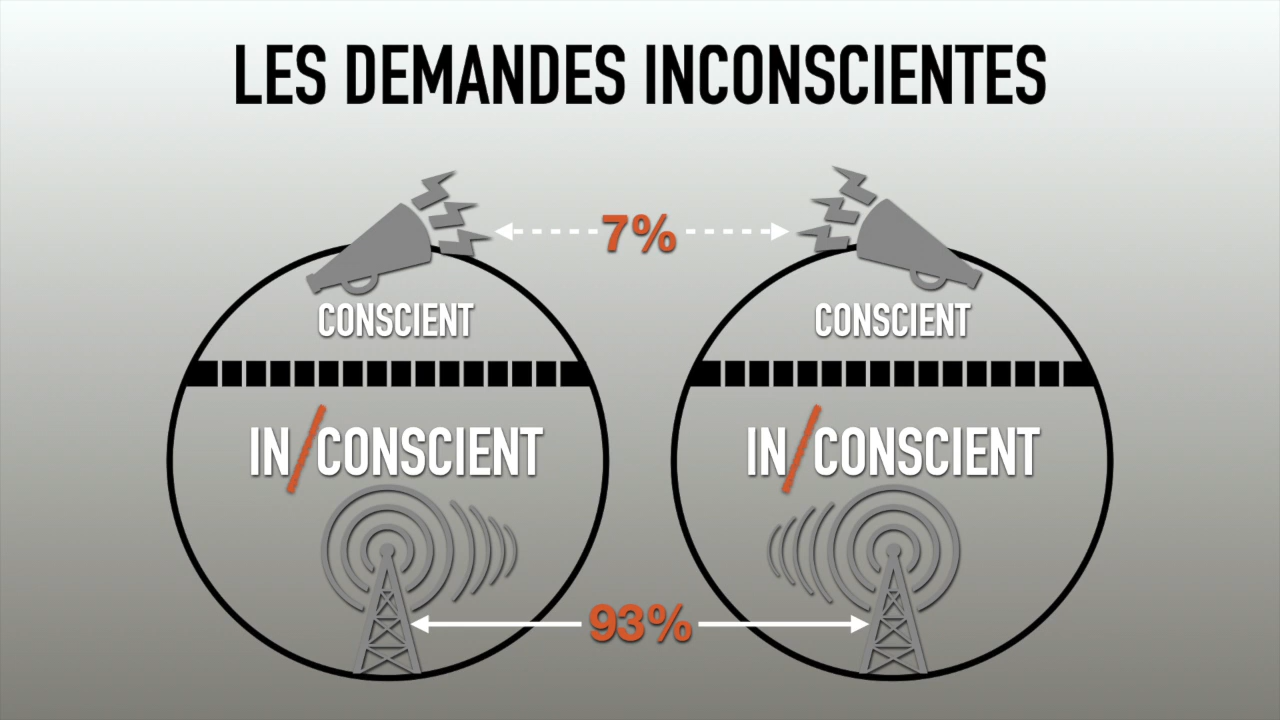 LES DEMANDES INCONSCIENTES
7%
CONSCIENT
CONSCIENT
IN/CONSCIENT
IN/CONSCIENT
93%